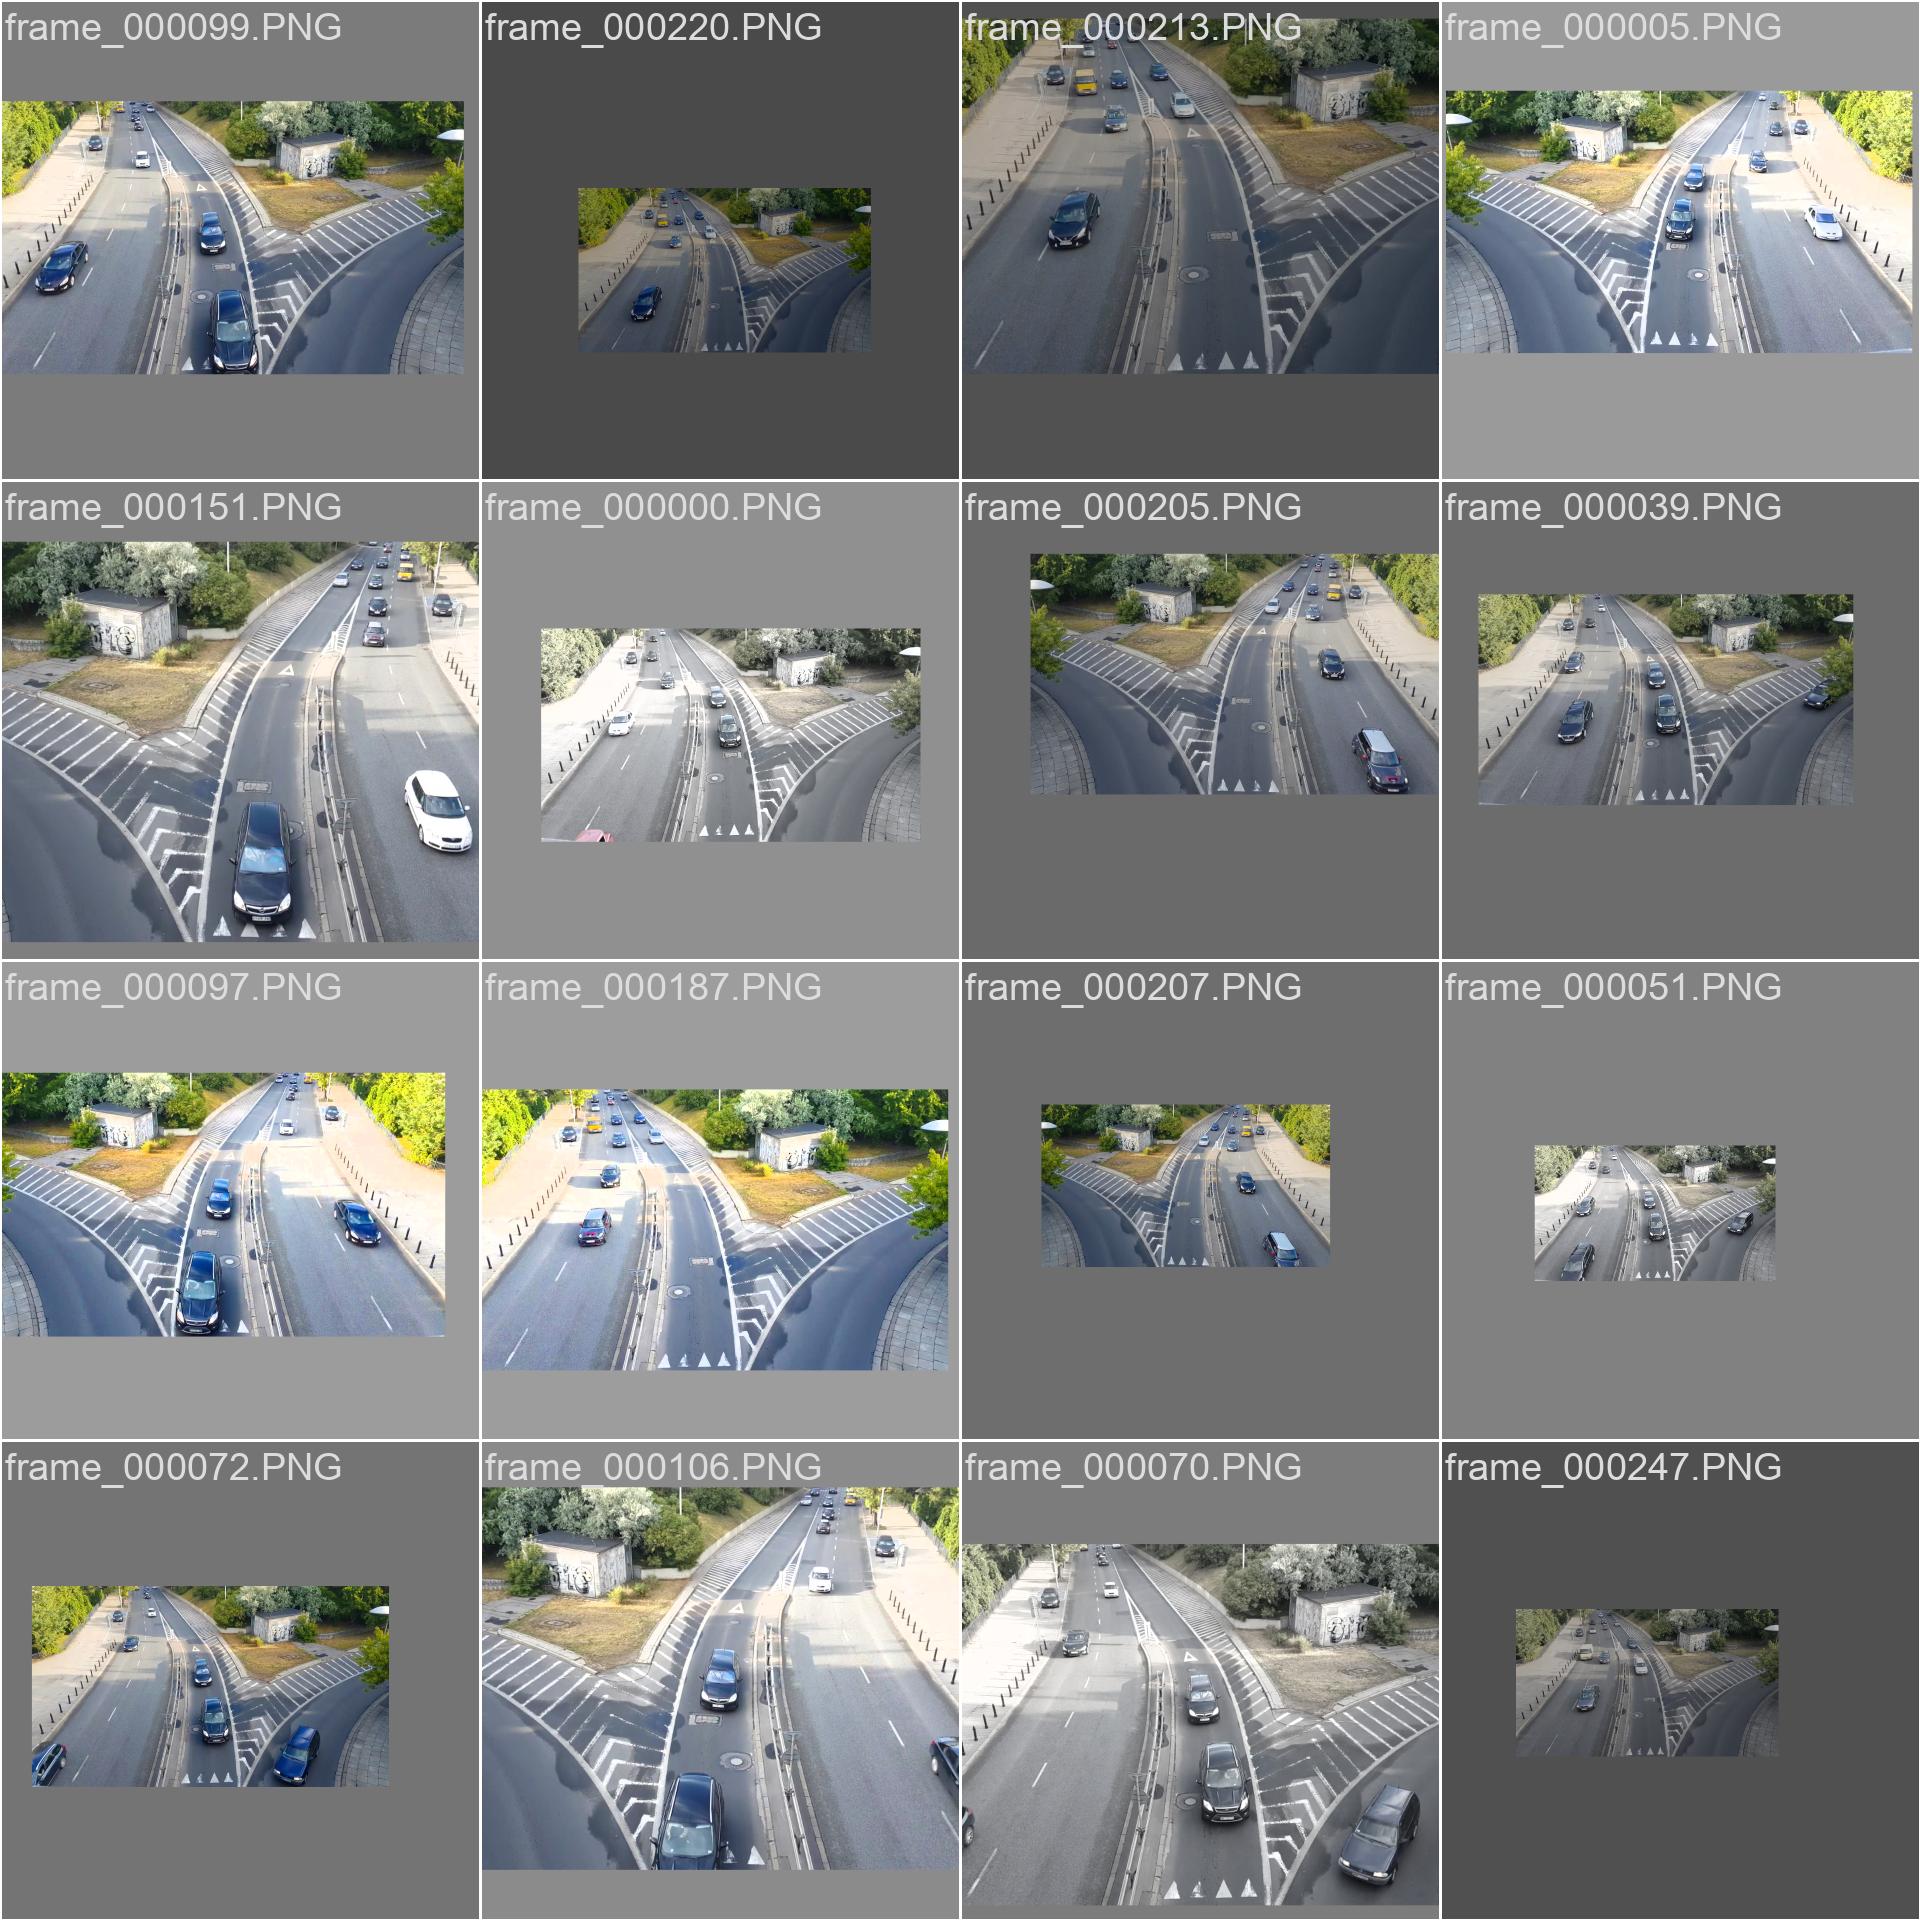 frame_000099.PNG
frame_000220.PNG
frame_000213.PNG
frame_000005.PNG
frame_000151.PNG
frame_000000.PNG
frame_000205.PNG
frame_000039.PNG
frame_000097.PNG
frame_000187.PNG
frame_000207.PNG
frame_000051.PNG
frame_000072.PNG
frame_000106.PNG
frame_000070.PNG
frame_000247.PNG